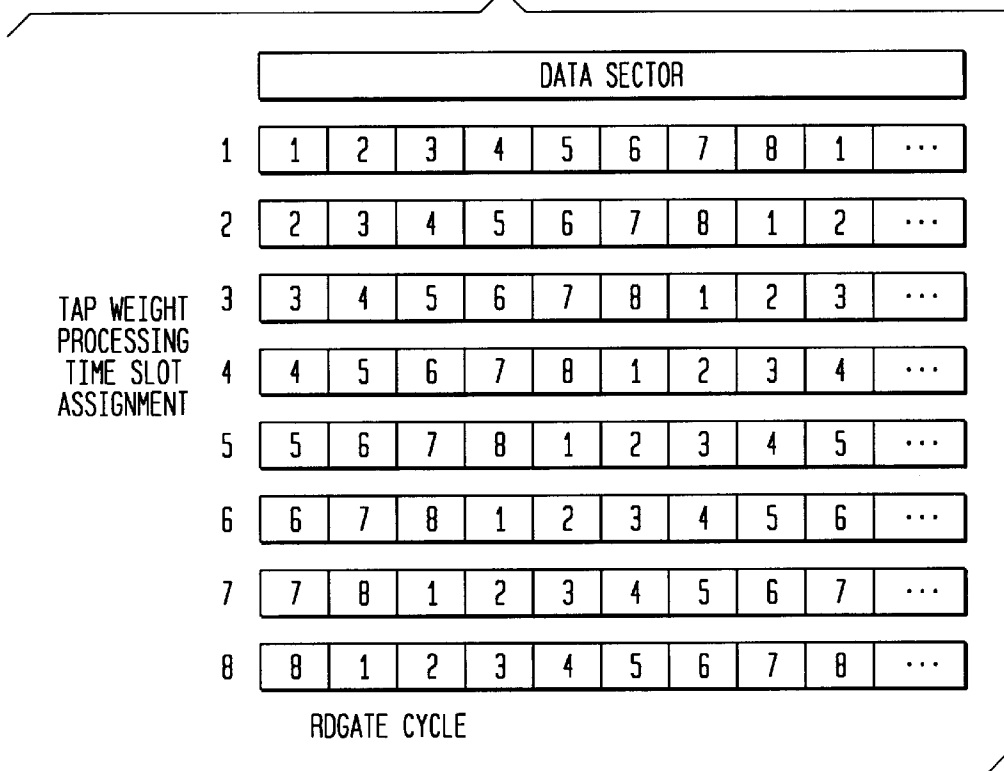 DATA SECTOR
1 1 2 3 4 5 6 7 8 1 ...
2 2 3 4 5 6 7 8 1 2 ...
3 3 4 5 6 7 8 1 2 3 ...
TAP WEIGHT
PROCESSING
TIME SLOT
ASSIGNMENT
4 4 5 6 7 8 1 2 3 4 ...
5 5 6 7 8 1 2 3 4 5 ...
6 6 7 8 1 2 3 4 5 6 ...
7 7 8 1 2 3 4 5 6 7 ...
8 8 1 2 3 4 5 6 7 8 ...
RDGATE CYCLE